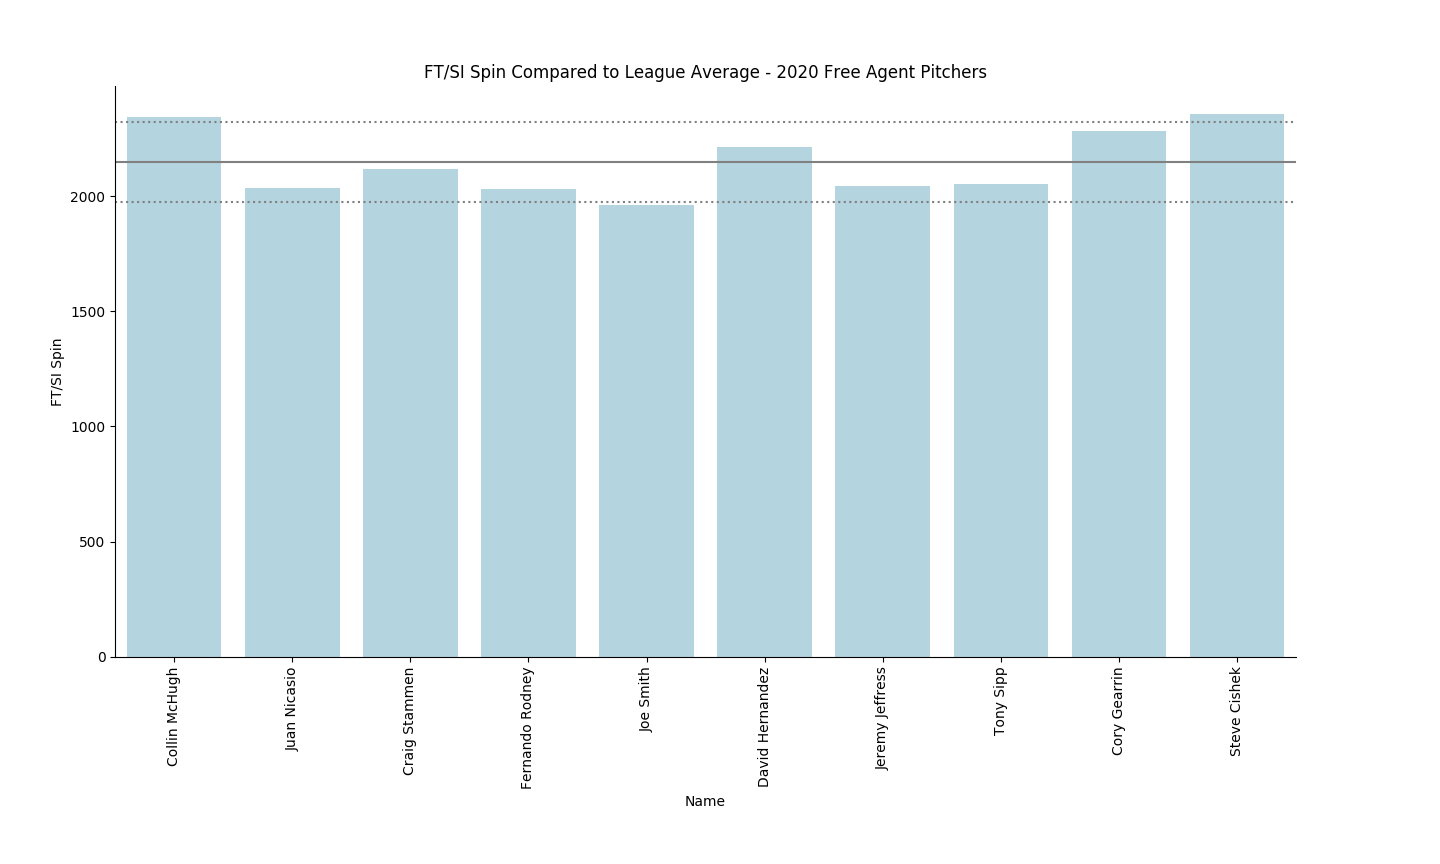 FT/SI Spin Compared to League Average - 2020 Free Agent Pitchers
FT/SI Spin
2000
1500
1000
500
0
Collin McHugh
Juan Nicasio
Craig Stammen
Fernando Rodney
Joe Smith
David Hernandez
Jeremy Jeffress
Tony Sipp
Cory Gearrin
Steve Cishek
Name